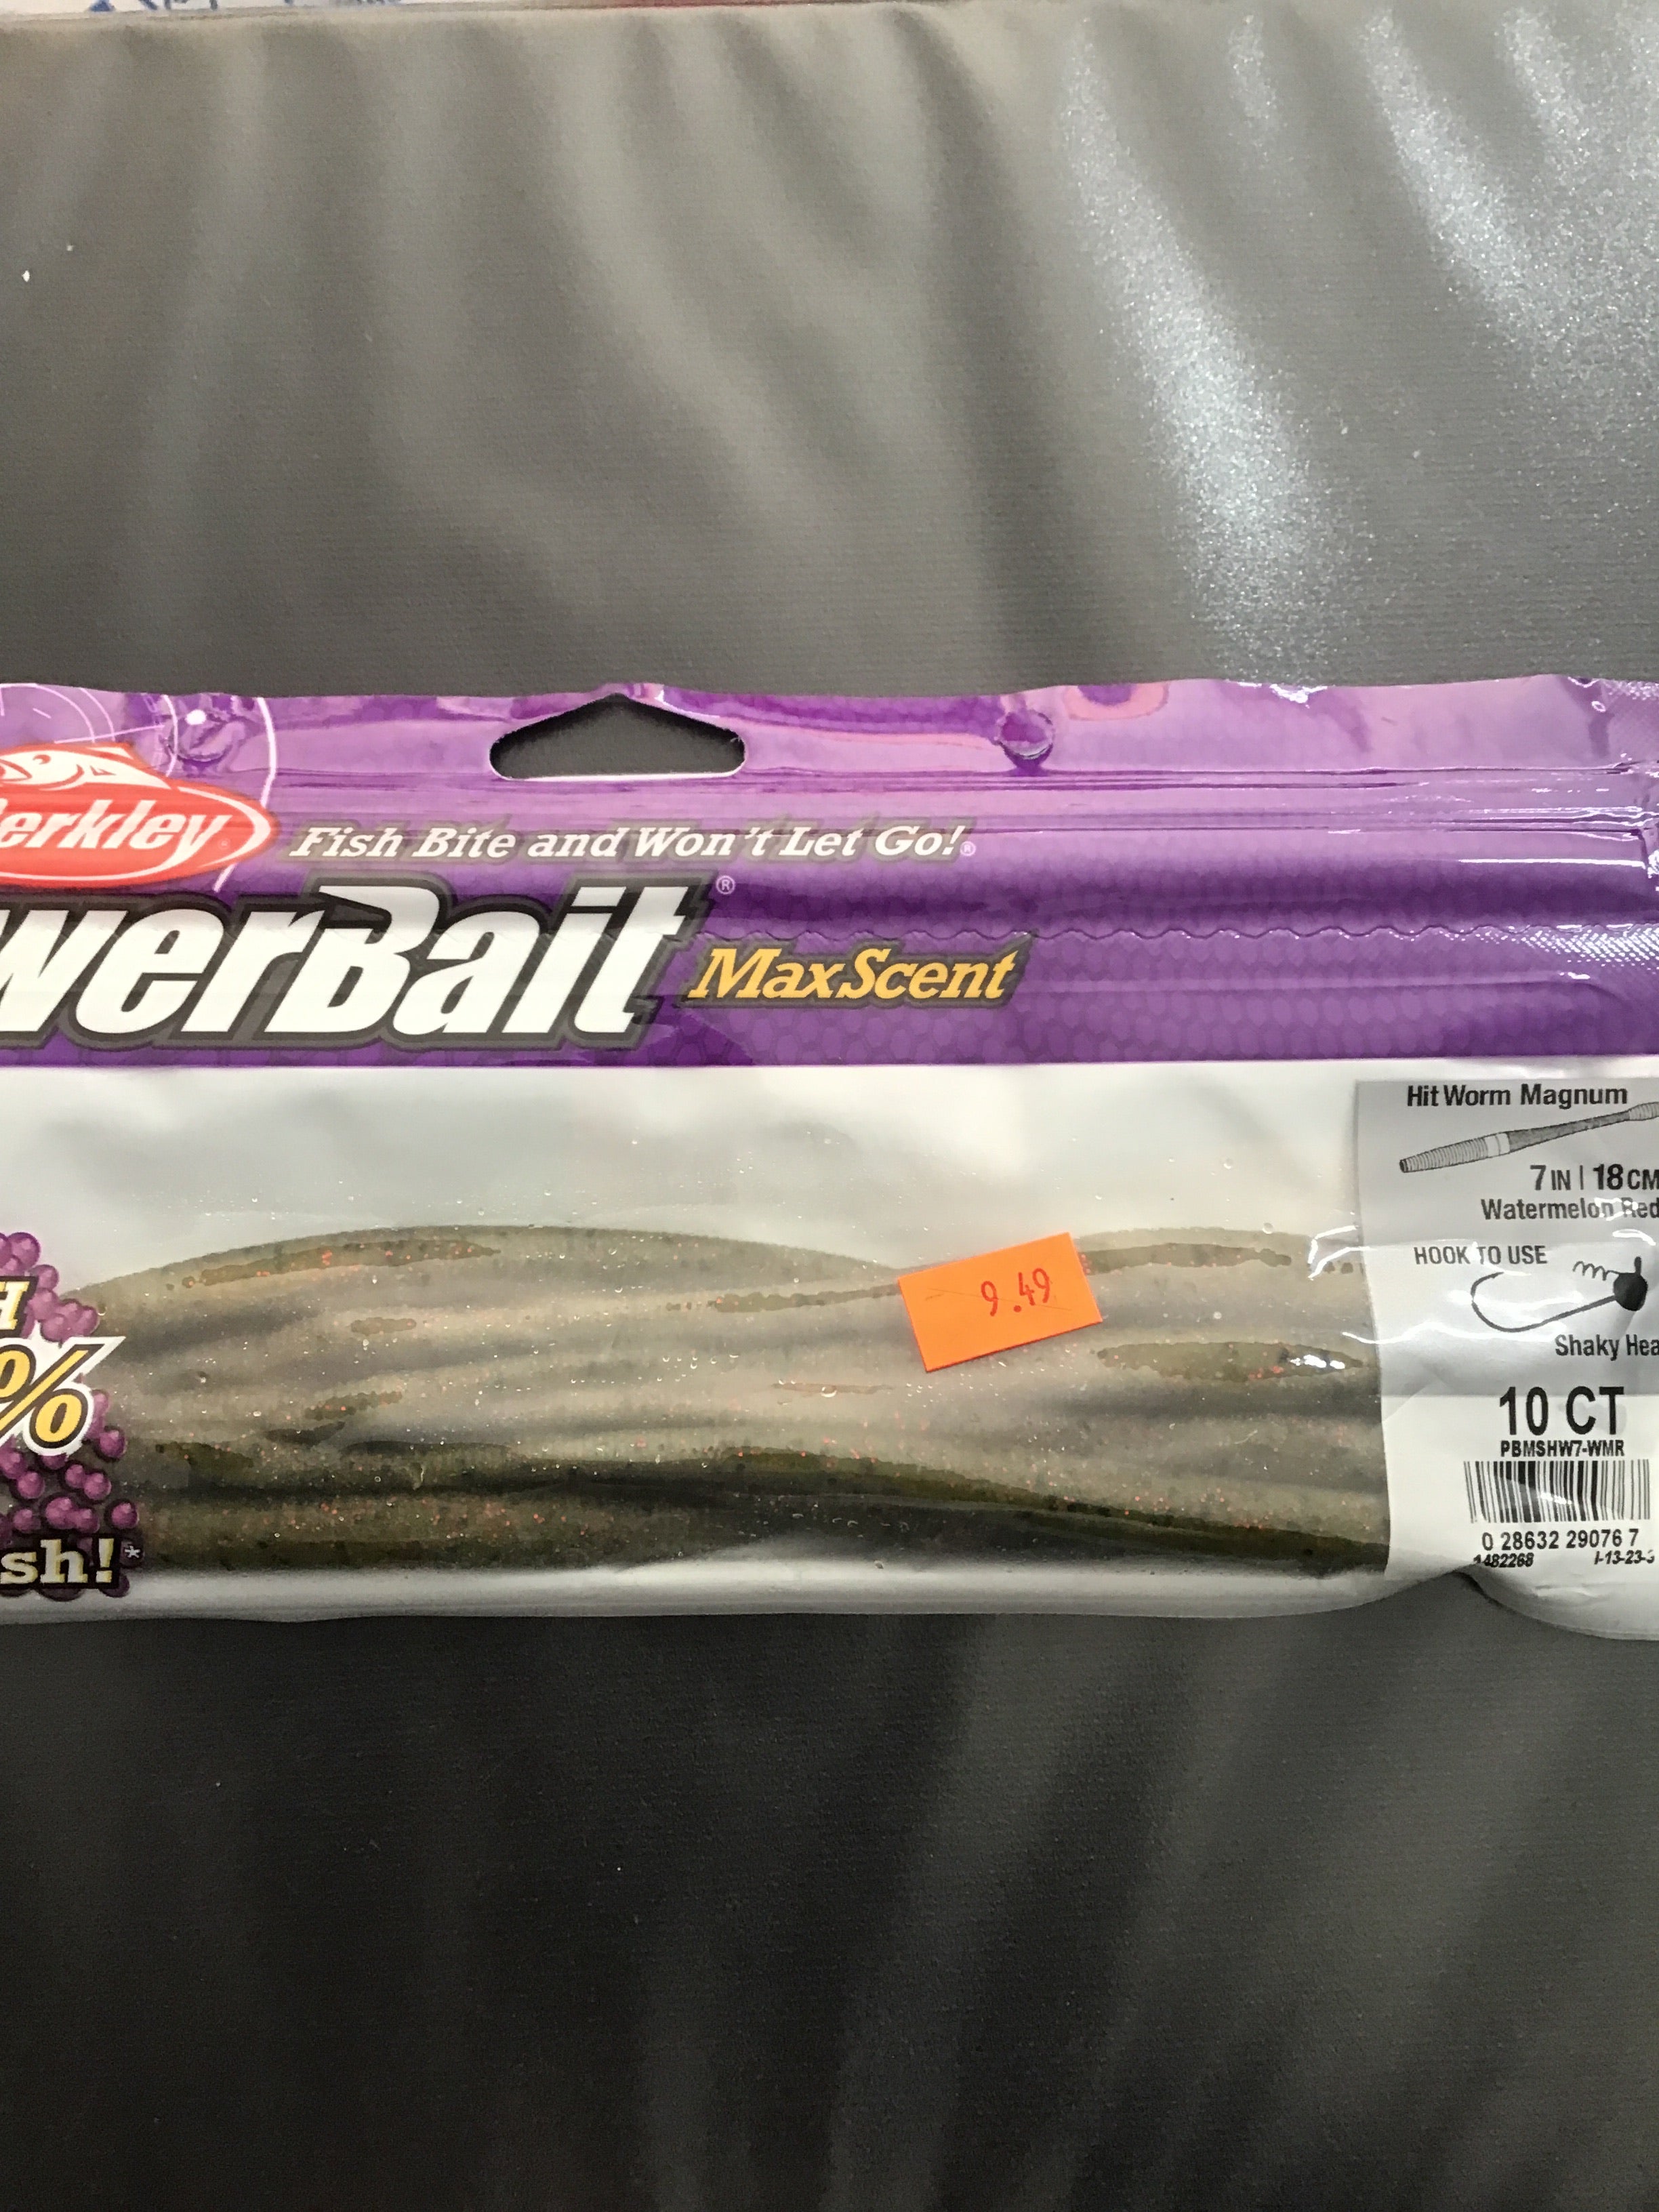 erkley
Fish Bite and Won't Let Go!®
werBait®
MaxScent
Hit Worm Magnum
7 IN | 18 CM
Watermelon Red
HOOK TO USE
Shaky Hea
10 CT
PBMSHW7-WMR
0 28632 29076 7
1482268
9.49
H
%
sh!*